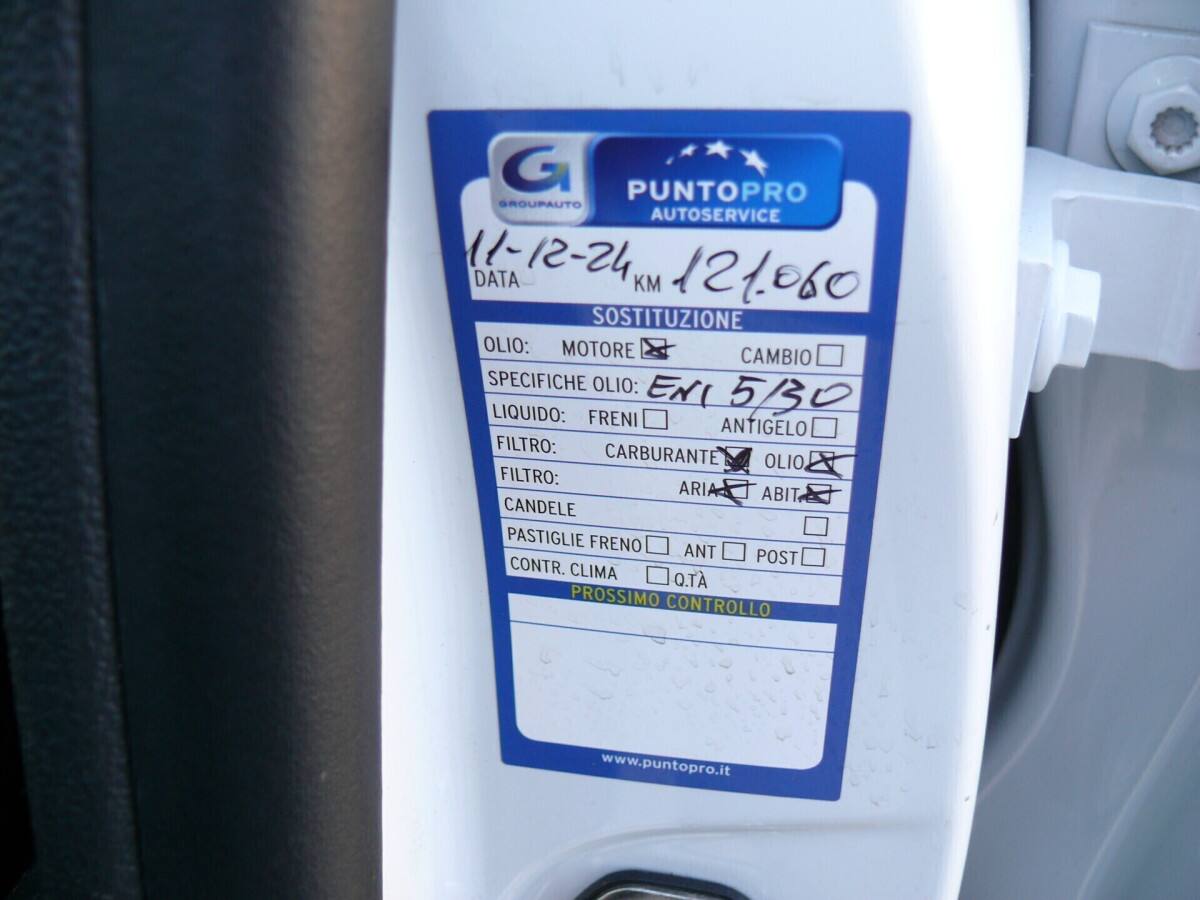 G
GROUPAUTO
PUNTOPRO
AUTOSERVICE
DATA 11-12-24 KM 121.060
SOSTITUZIONE
OLIO: MOTORE CAMBIO
SPECIFICHE OLIO: ENI 5/30
LIQUIDO: FRENI ANTIGELO
FILTRO: CARBURANTE OLIO
FILTRO: ARIA ABIT.
CANDELE
PASTIGLIE FRENO ANT POST
CONTR. CLIMA Q.TÀ
PROSSIMO CONTROLLO
www.puntopro.it